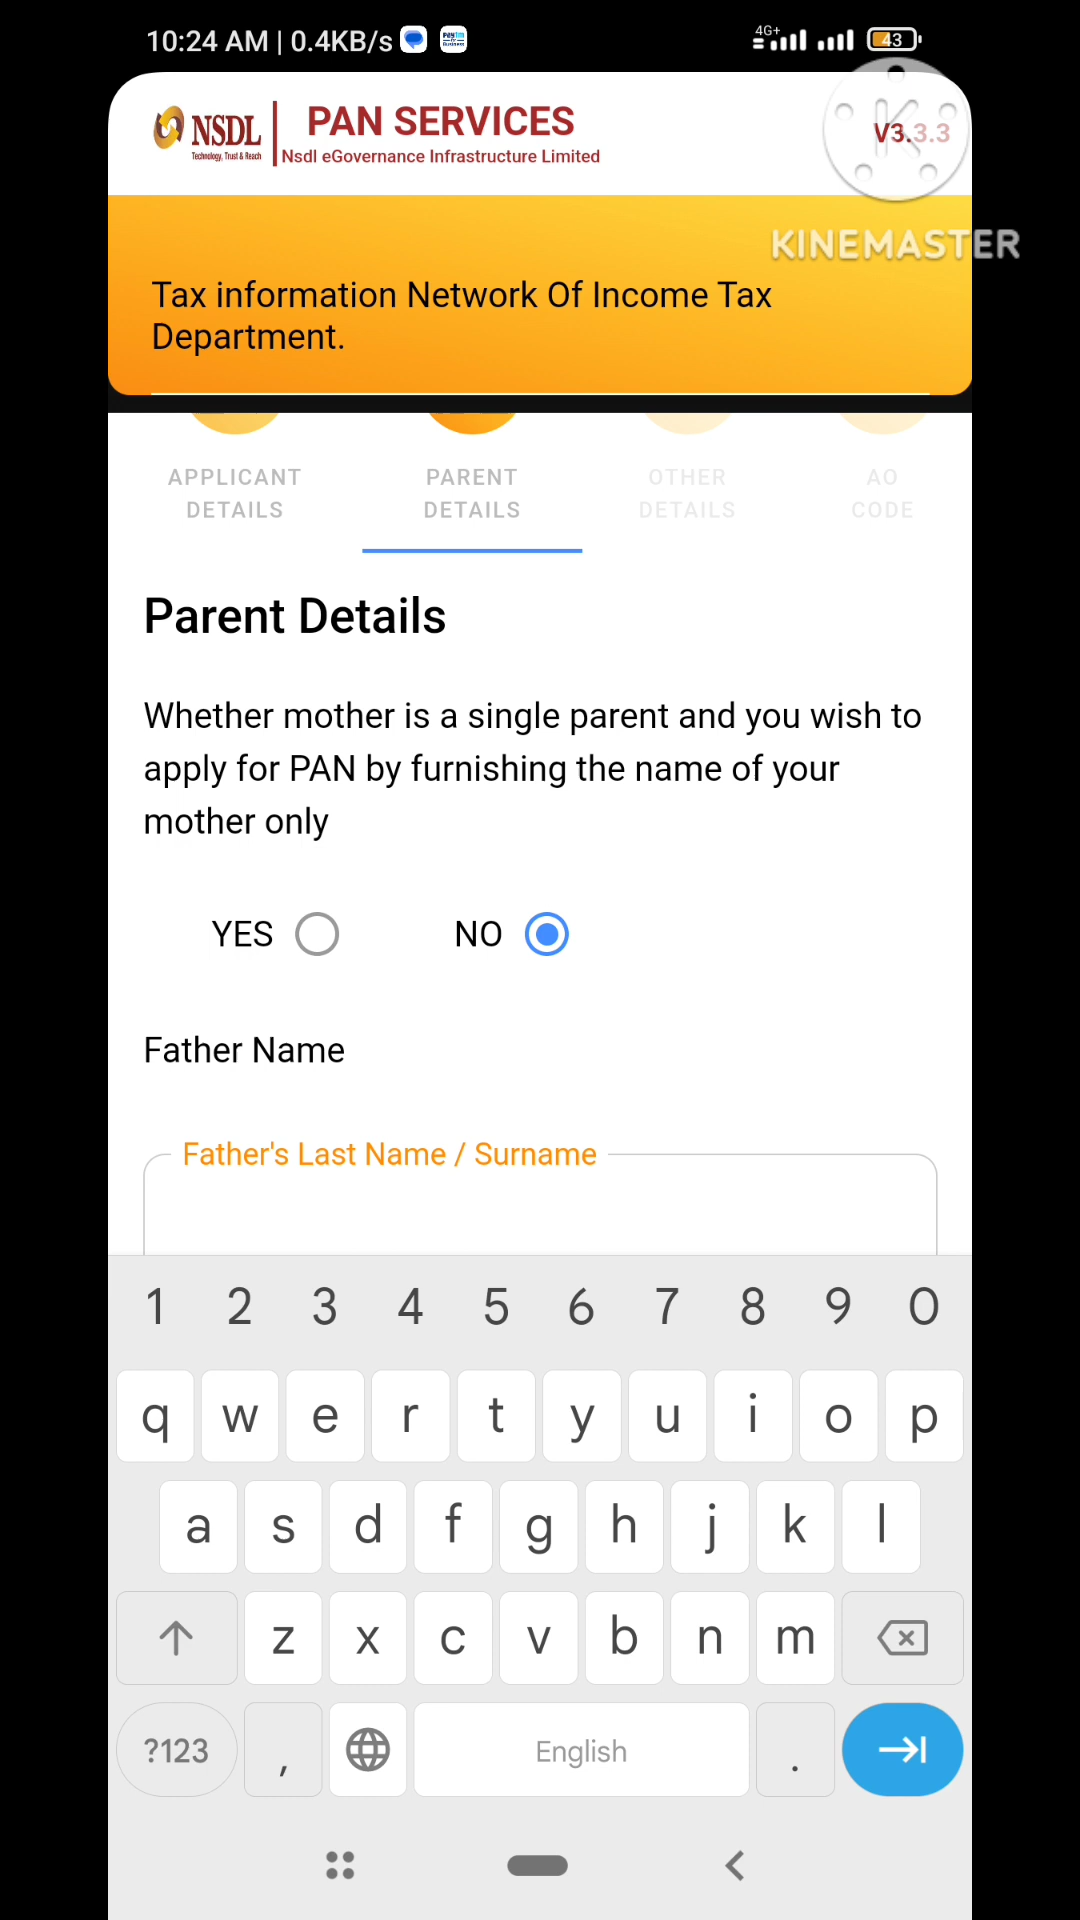 10:24 AM | 0.4KB/s
4G+
43
NSDL
Technology, Trust & Reach
PAN SERVICES
Nsdl eGovernance Infrastructure Limited
V3.3.3
KINEMASTER
Tax information Network Of Income Tax
Department.
APPLICANT
DETAILS
PARENT
DETAILS
OTHER
DETAILS
AO
CODE
Parent Details
Whether mother is a single parent and you wish to
apply for PAN by furnishing the name of your
mother only
YES
NO
Father Name
Father's Last Name / Surname
1 2 3 4 5 6 7 8 9 0
q w e r t y u i o p
a s d f g h j k l
z x c v b n m
?123 , English .